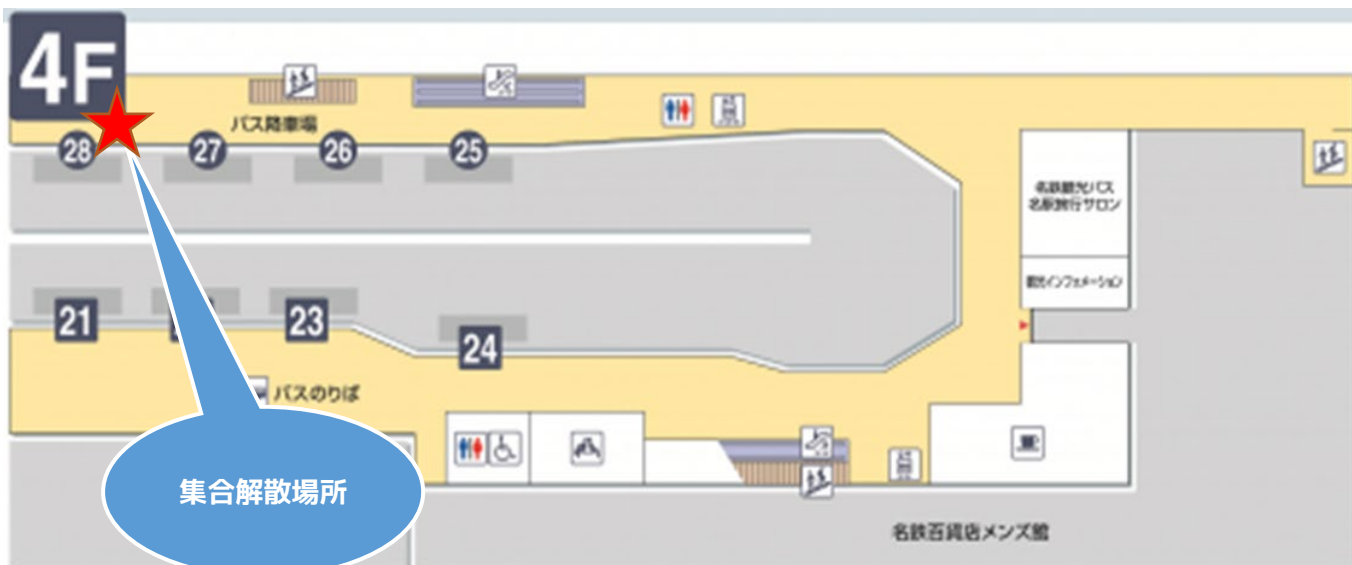 4F
バス降車場
28
27
26
25
名鉄観光バス
名駅旅行サロン
観光インフォメーション
21
23
24
バスのりば
集合解散場所
名鉄百貨店メンズ館